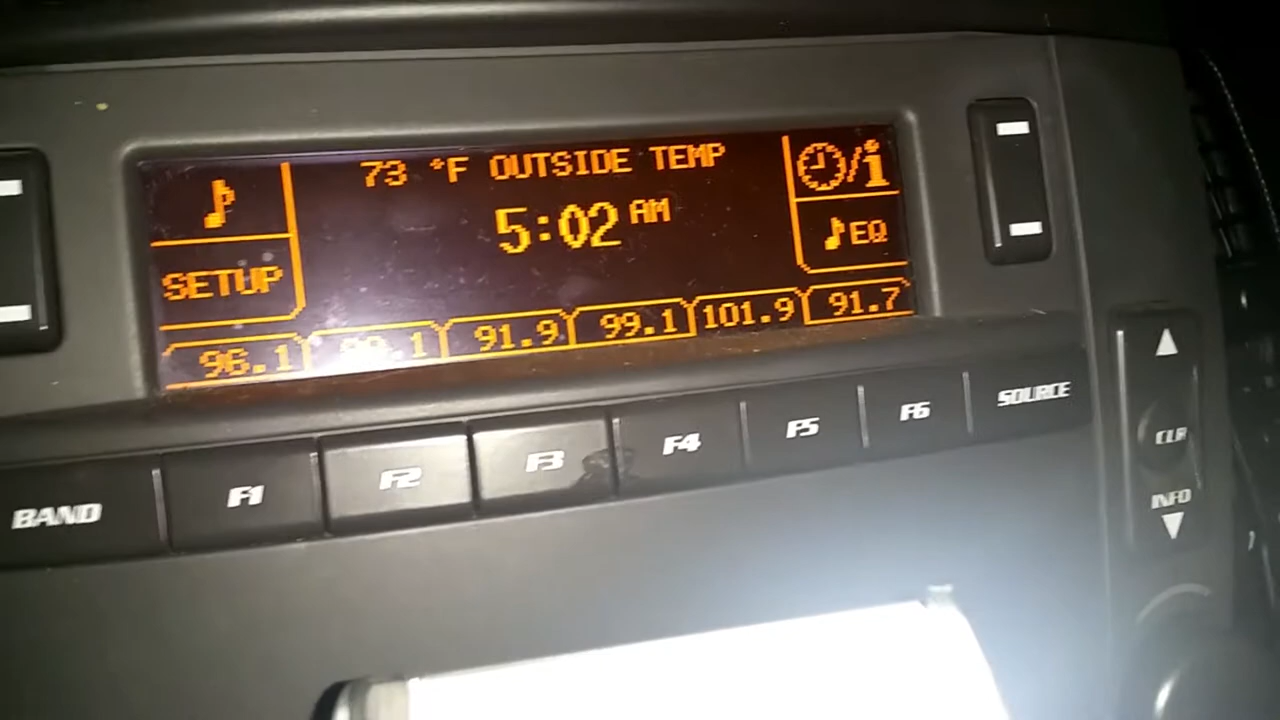 73 °F OUTSIDE TEMP
/i
5:02 AM
EQ
SETUP
96.1 91.9 99.1 101.9 91.7
BAND F1 F2 F3 F4 F5 F6 SOURCE
CLR
INFO